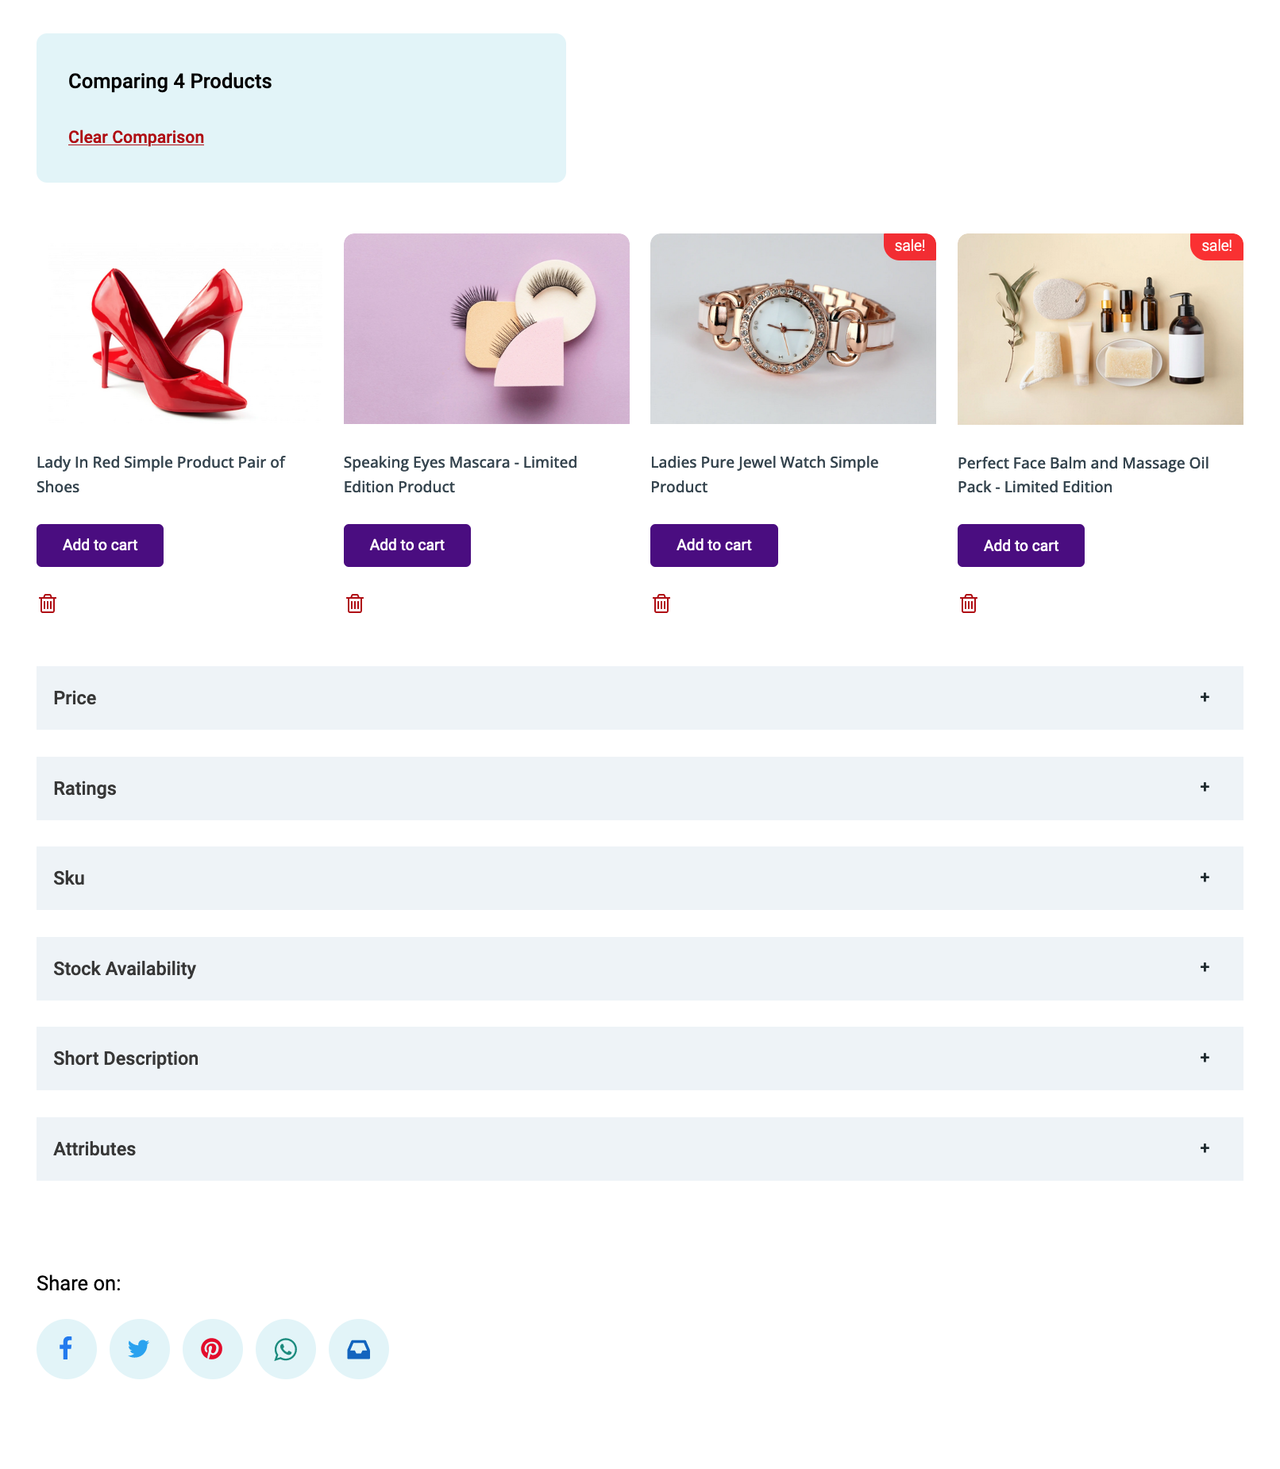 Comparing 4 Products
Clear Comparison
sale!
sale!
Lady In Red Simple Product Pair of
Shoes
Speaking Eyes Mascara - Limited
Edition Product
Ladies Pure Jewel Watch Simple
Product
Perfect Face Balm and Massage Oil
Pack - Limited Edition
Add to cart
Add to cart
Add to cart
Add to cart
Price +
Ratings +
Sku +
Stock Availability +
Short Description +
Attributes +
Share on: